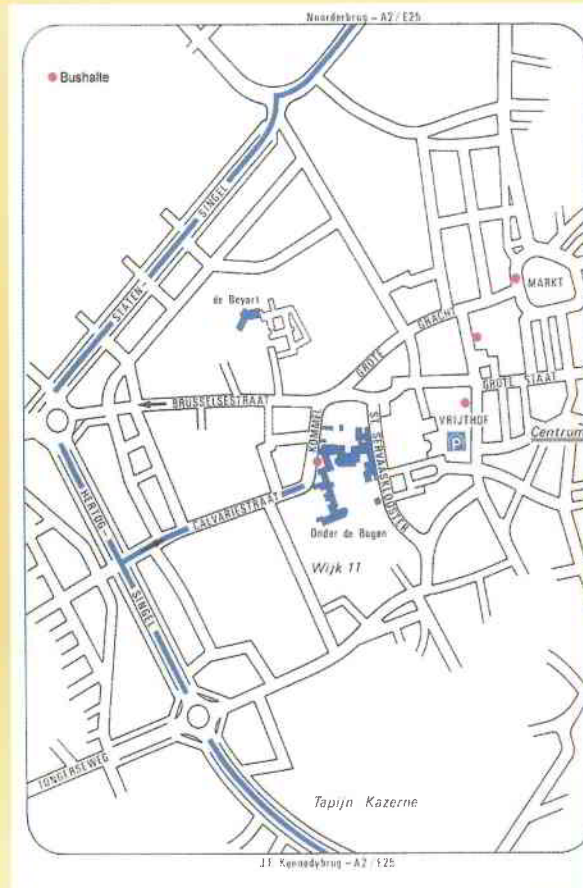 Noorderbrug – A2 / E25
Bushalte
STATEN-
SINGEL
de Beyart
MARKT
GROTE
GRACHT
GROTE STAAT
BRUSSELSESTRAAT
KOMMEL
VRIJTHOF
P
Centrum
ST. SERVAASKLOOSTER
CALVARIESTRAAT
HERTOG-
SINGEL
Onder de Bogen
Wijk 11
TONGERSEWEG
Tapijn Kazerne
J.F. Kennedybrug – A2 / E25